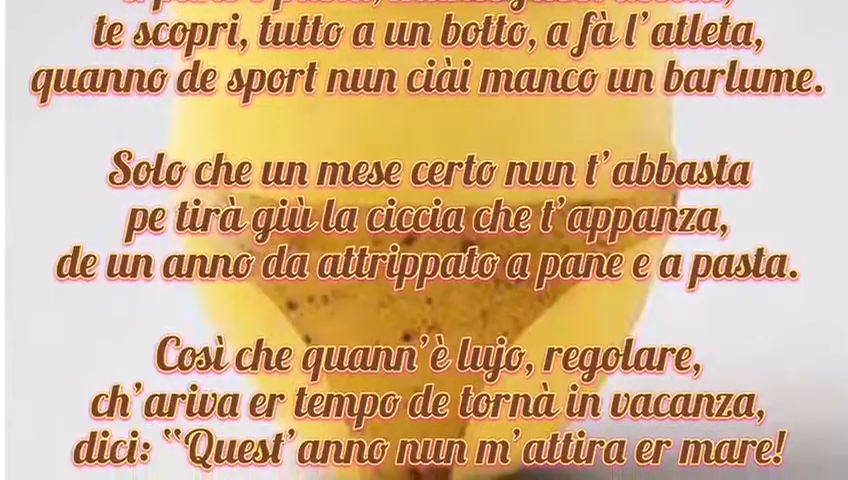 te scopri, tutto a un botto, a fà l'atleta,
quanno de sport nun ciài manco un barlume.
Solo che un mese certo nun t'abbasta
pe tirà giù la ciccia che t'appanza,
de un anno da attrippato a pane e a pasta.
Così che quann'è lujo, regolare,
ch'ariva er tempo de tornà in vacanza,
dici: “Quest'anno nun m'attira er mare!